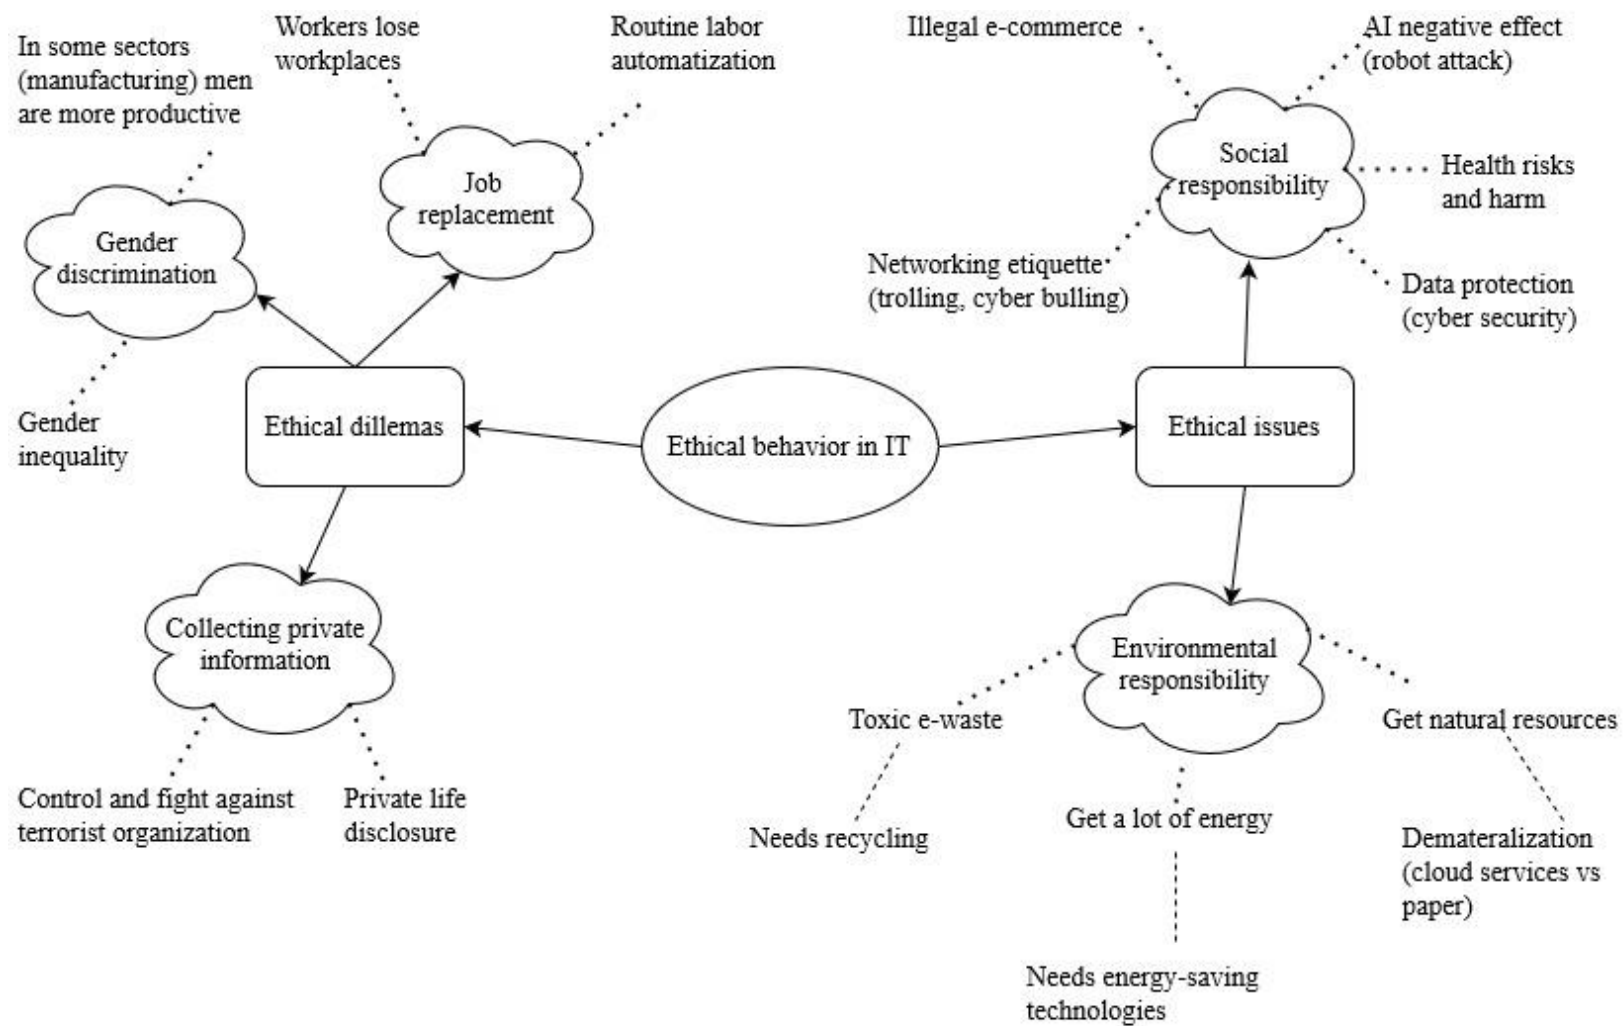 In some sectors
(manufacturing) men
are more productive
Workers lose
workplaces
Routine labor
automatization
Job
replacement
Gender
discrimination
Gender
inequality
Ethical dillemas
Collecting private
information
Control and fight against
terrorist organization
Private life
disclosure
Ethical behavior in IT
Illegal e-commerce
AI negative effect
(robot attack)
Social
responsibility
Health risks
and harm
Networking etiquette
(trolling, cyber bulling)
Data protection
(cyber security)
Ethical issues
Environmental
responsibility
Toxic e-waste
Needs recycling
Get a lot of energy
Needs energy-saving
technologies
Get natural resources
Demateralization
(cloud services vs
paper)